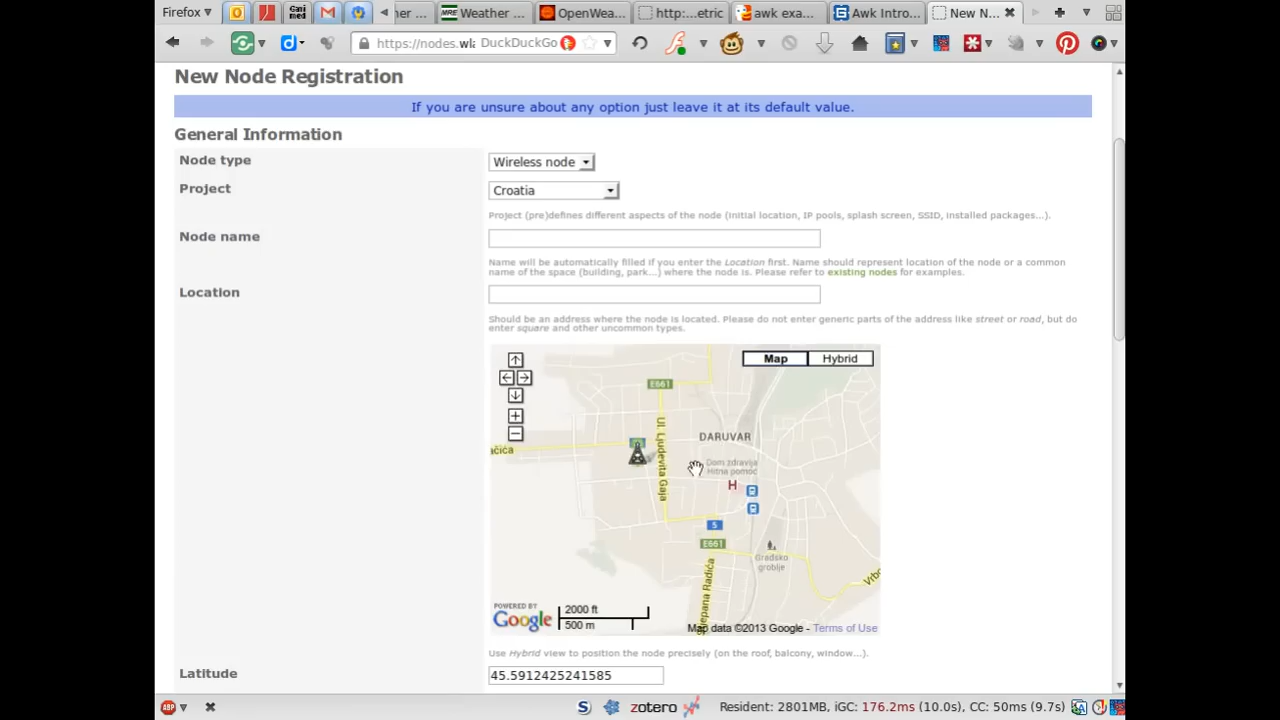 Firefox
Gani
med
ner ...
MRE Weather ...
OpenWea...
http:...etric
awk exa...
Awk Intro...
New N...
https://nodes.wl
DuckDuckGo
New Node Registration
If you are unsure about any option just leave it at its default value.
General Information
Node type
Wireless node
Project
Croatia
Project (pre)defines different aspects of the node (initial location, IP pools, splash screen, SSID, installed packages...).
Node name
Name will be automatically filled if you enter the Location first. Name should represent location of the node or a common
name of the space (building, park...) where the node is. Please refer to existing nodes for examples.
Location
Should be an address where the node is located. Please do not enter generic parts of the address like street or road, but do
enter square and other uncommon types.
Map
Hybrid
E661
Ul. Ljudevita Gaja
DARUVAR
ačića
Dom zdravlja
Hitna pomoć
H
5
E661
Gradsko
groblje
Stjepana Radića
Vrbo
POWERED BY
Google
2000 ft
500 m
Map data ©2013 Google - Terms of Use
Use Hybrid view to position the node precisely (on the roof, balcony, window...).
Latitude
45.5912425241585
ABP
S
zotero
Resident: 2801MB, iGC: 176.2ms (10.0s), CC: 50ms (9.7s)